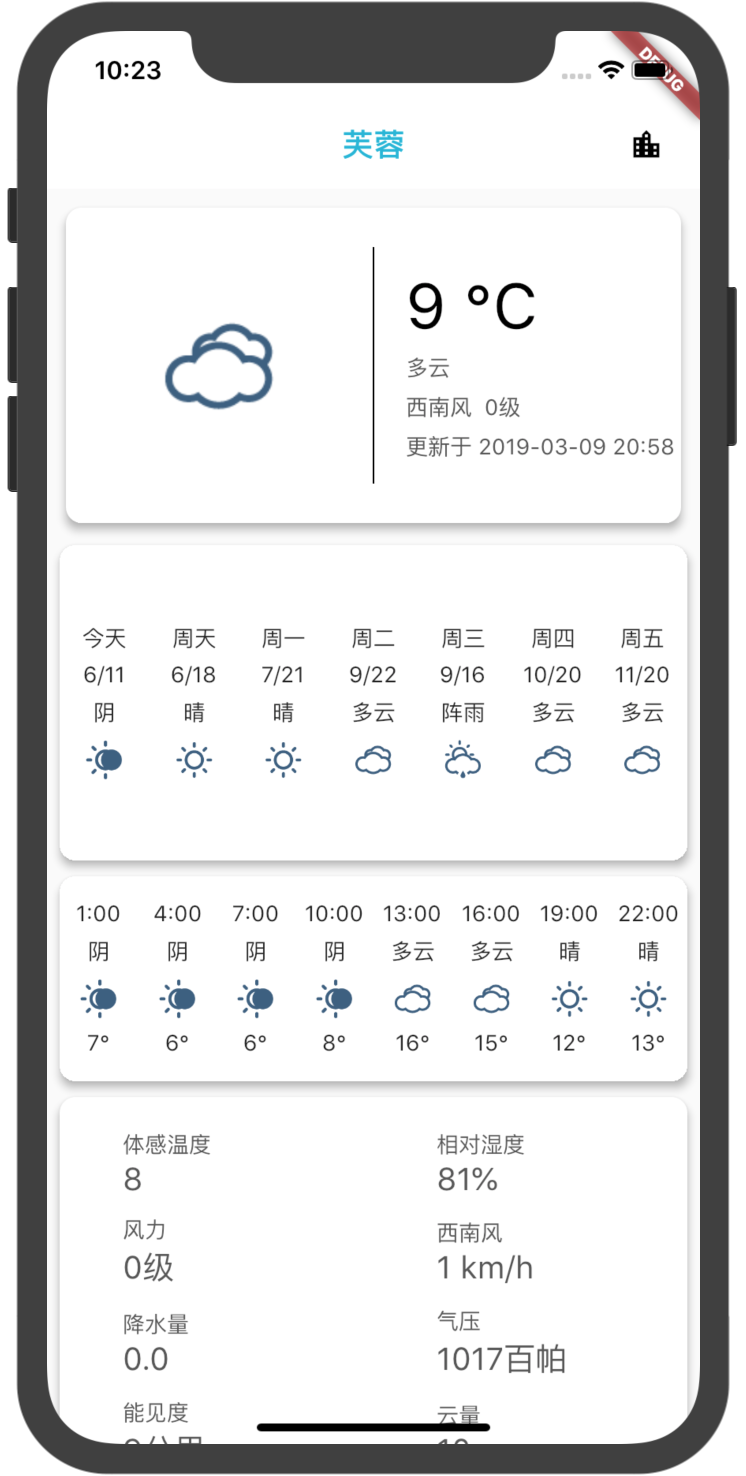 10:23
DEBUG
芙蓉
9 °C
多云
西南风 0级
更新于 2019-03-09 20:58
今天 周天 周一 周二 周三 周四 周五
6/11 6/18 7/21 9/22 9/16 10/20 11/20
阴 晴 晴 多云 阵雨 多云 多云
1:00 4:00 7:00 10:00 13:00 16:00 19:00 22:00
阴 阴 阴 阴 多云 多云 晴 晴
7° 6° 6° 8° 16° 15° 12° 13°
体感温度 相对湿度
8 81%
风力 西南风
0级 1 km/h
降水量 气压
0.0 1017百帕
能见度 云量